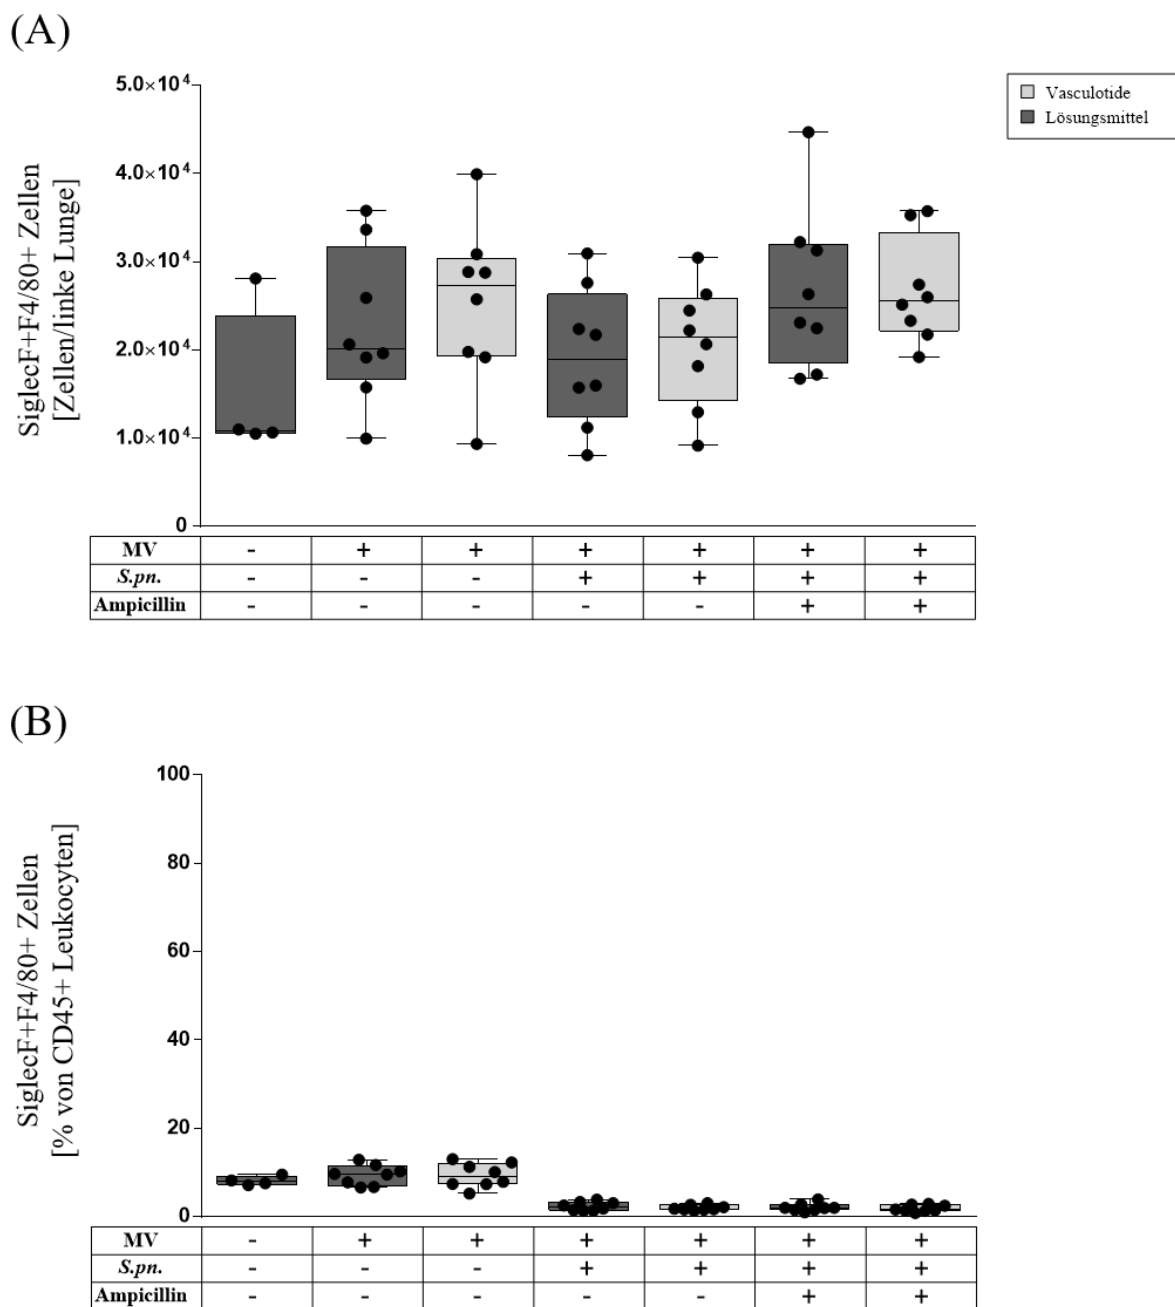 (A)
SiglecF+F4/80+ Zellen
[Zellen/linke Lunge]
5.0×10⁴
4.0×10⁴
3.0×10⁴
2.0×10⁴
1.0×10⁴
0
Vasculotide
Lösungsmittel
MV - + + + + + +
S.pn. - - - + + + +
Ampicillin - - - - - + +
(B)
SiglecF+F4/80+ Zellen
[% von CD45+ Leukocyten]
100
80
60
40
20
0
MV - + + + + + +
S.pn. - - - + + + +
Ampicillin - - - - - + +